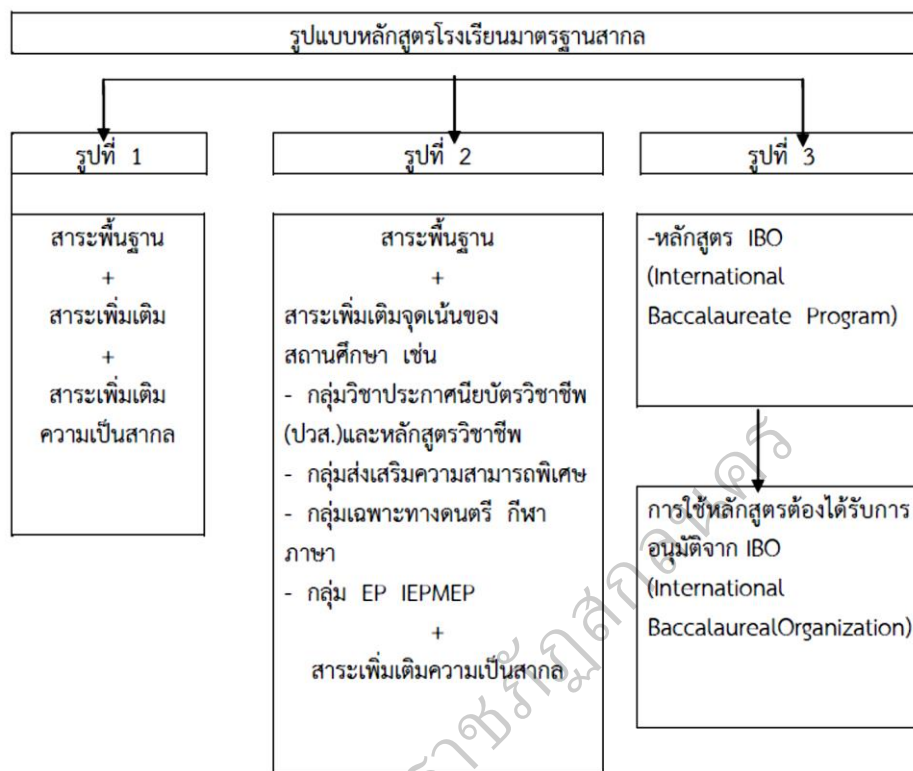 รูปแบบหลักสูตรโรงเรียนมาตรฐานสากล
รูปที่ 1
สาระพื้นฐาน
+
สาระเพิ่มเติม
+
สาระเพิ่มเติม
ความเป็นสากล
รูปที่ 2
สาระพื้นฐาน
+
สาระเพิ่มเติมจุดเน้นของ
สถานศึกษา เช่น
- กลุ่มวิชาประกาศนียบัตรวิชาชีพ
(ปวส.)และหลักสูตรวิชาชีพ
- กลุ่มส่งเสริมความสามารถพิเศษ
- กลุ่มเฉพาะทางดนตรี กีฬา
ภาษา
- กลุ่ม EP IEPMEP
+
สาระเพิ่มเติมความเป็นสากล
รูปที่ 3
-หลักสูตร IBO
(International
Baccalaureate Program)
การใช้หลักสูตรต้องได้รับการ
อนุมัติจาก IBO
(International
BaccalaurealOrganization)
ราชภัฏสกลนคร